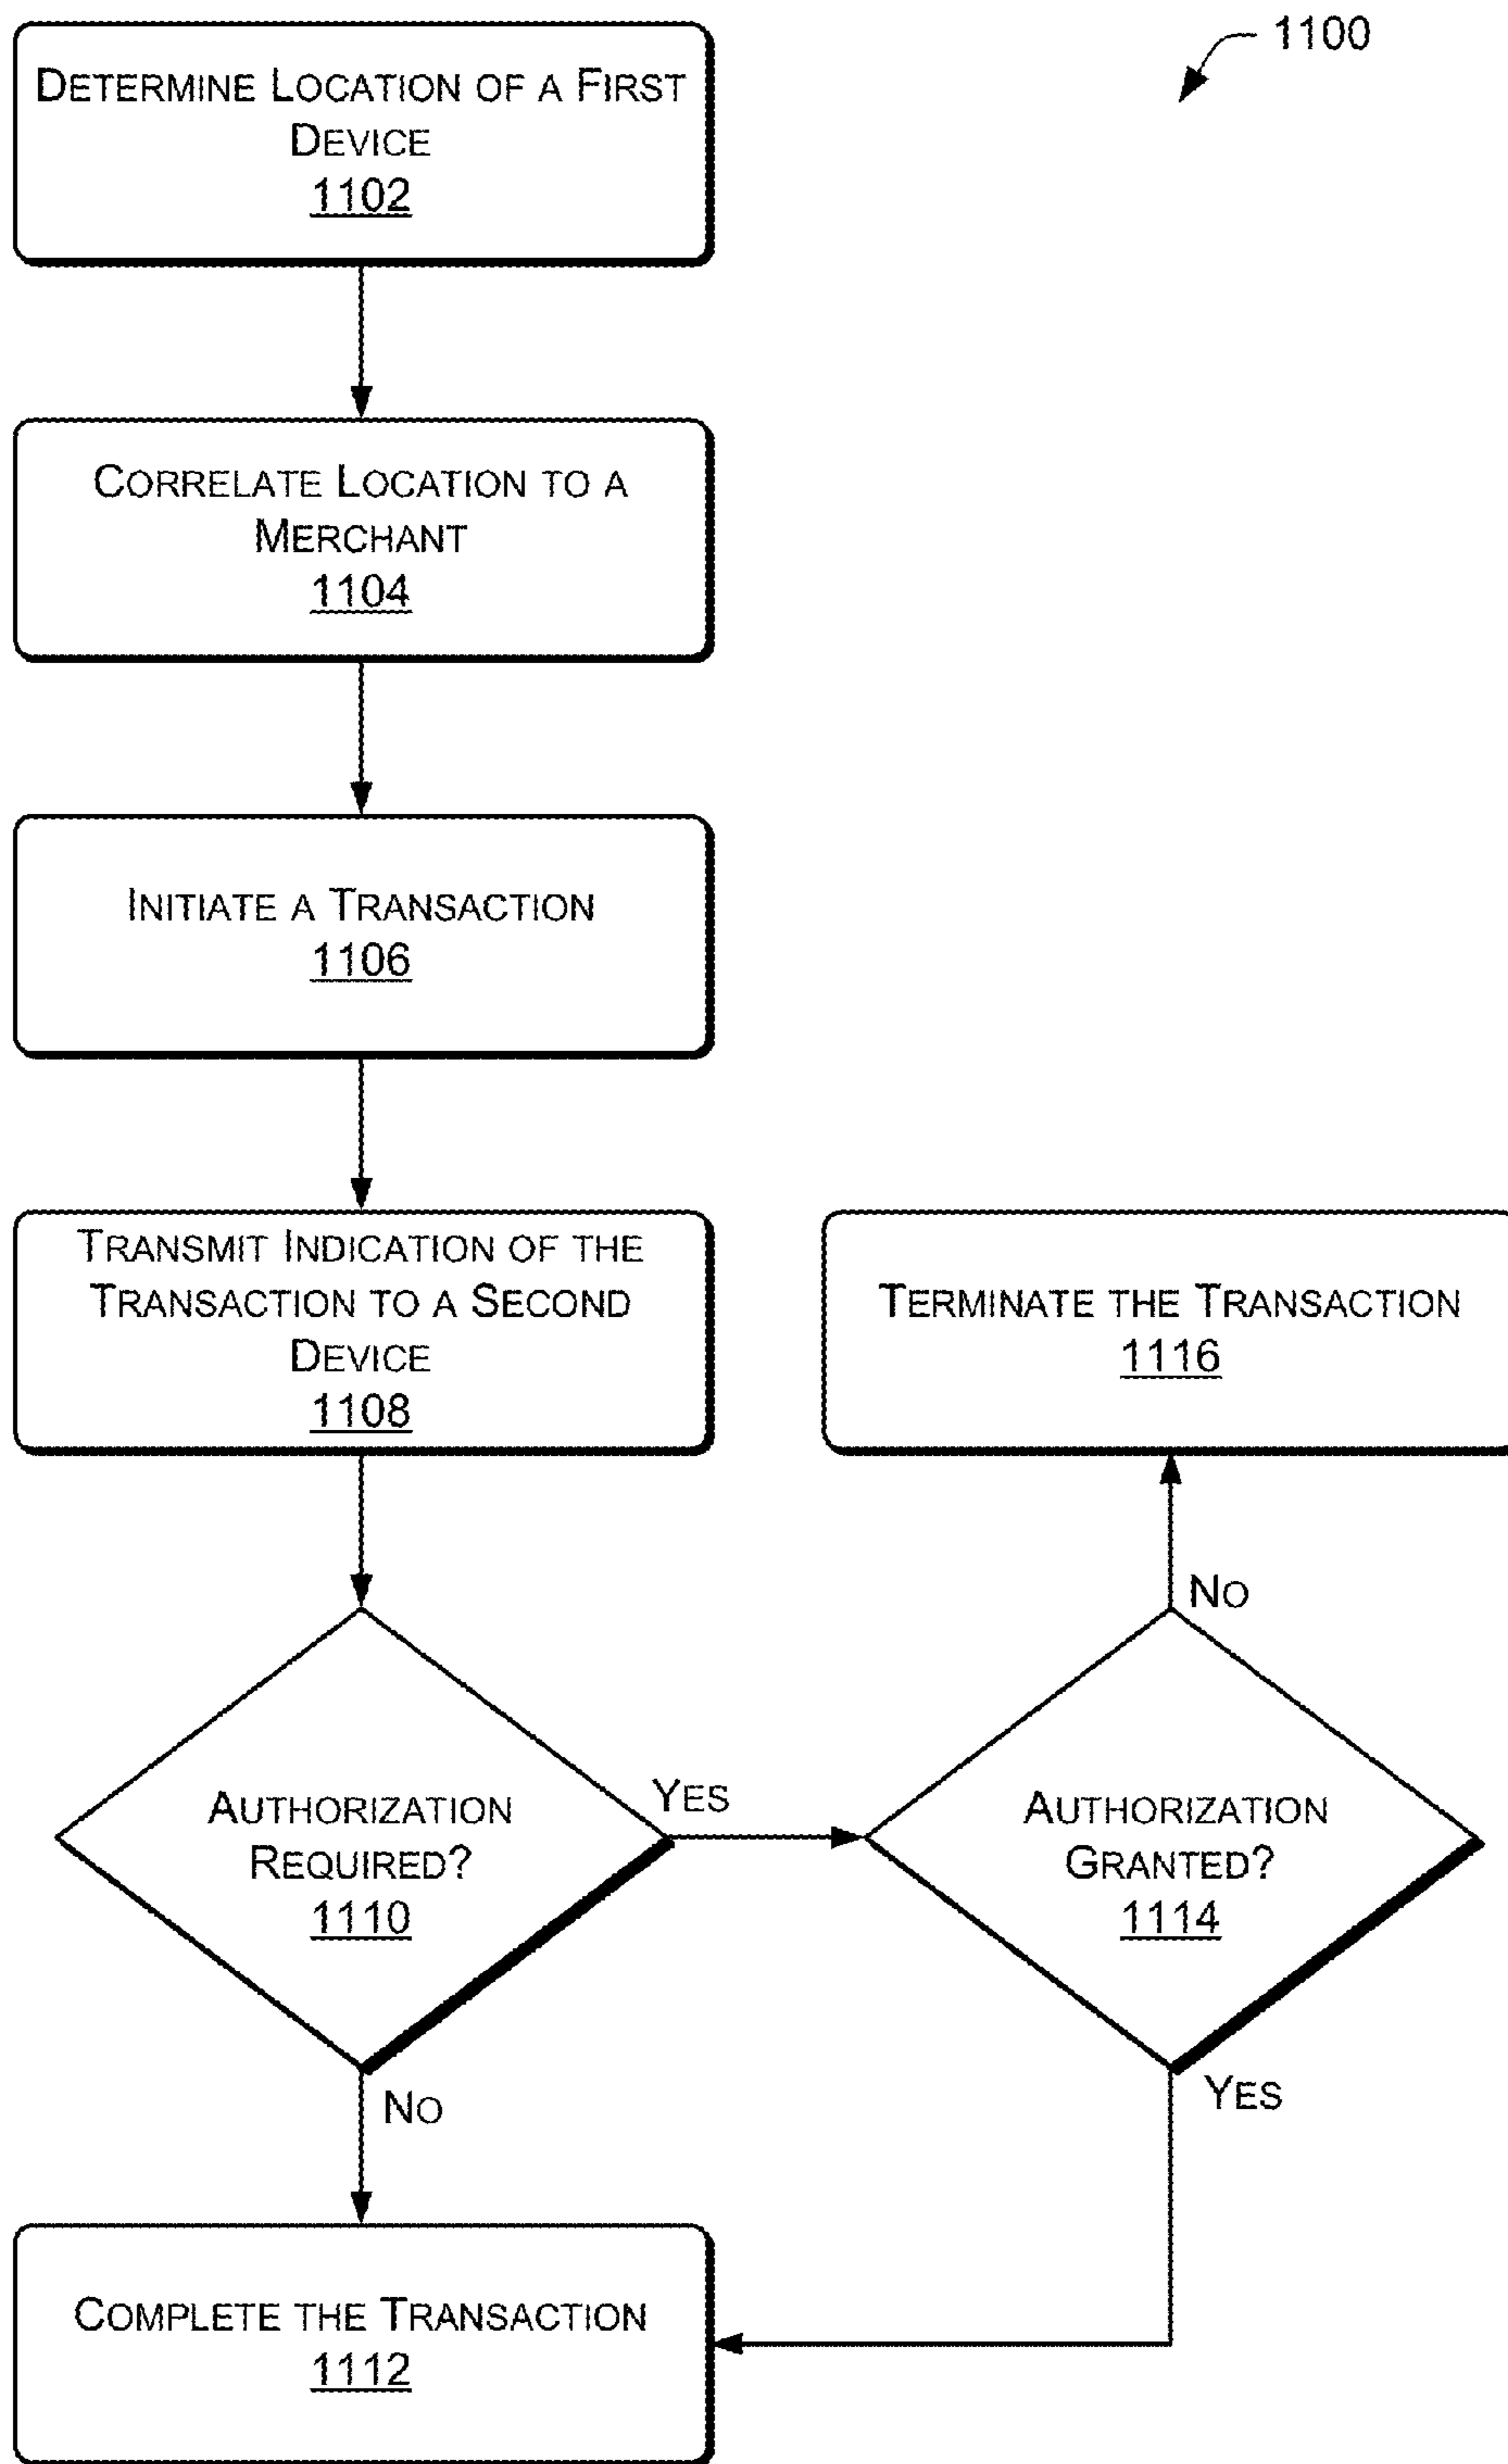 1100
DETERMINE LOCATION OF A FIRST
DEVICE
1102
CORRELATE LOCATION TO A
MERCHANT
1104
INITIATE A TRANSACTION
1106
TRANSMIT INDICATION OF THE
TRANSACTION TO A SECOND
DEVICE
1108
TERMINATE THE TRANSACTION
1116
AUTHORIZATION
REQUIRED?
1110
YES
NO
AUTHORIZATION
GRANTED?
1114
NO
YES
COMPLETE THE TRANSACTION
1112